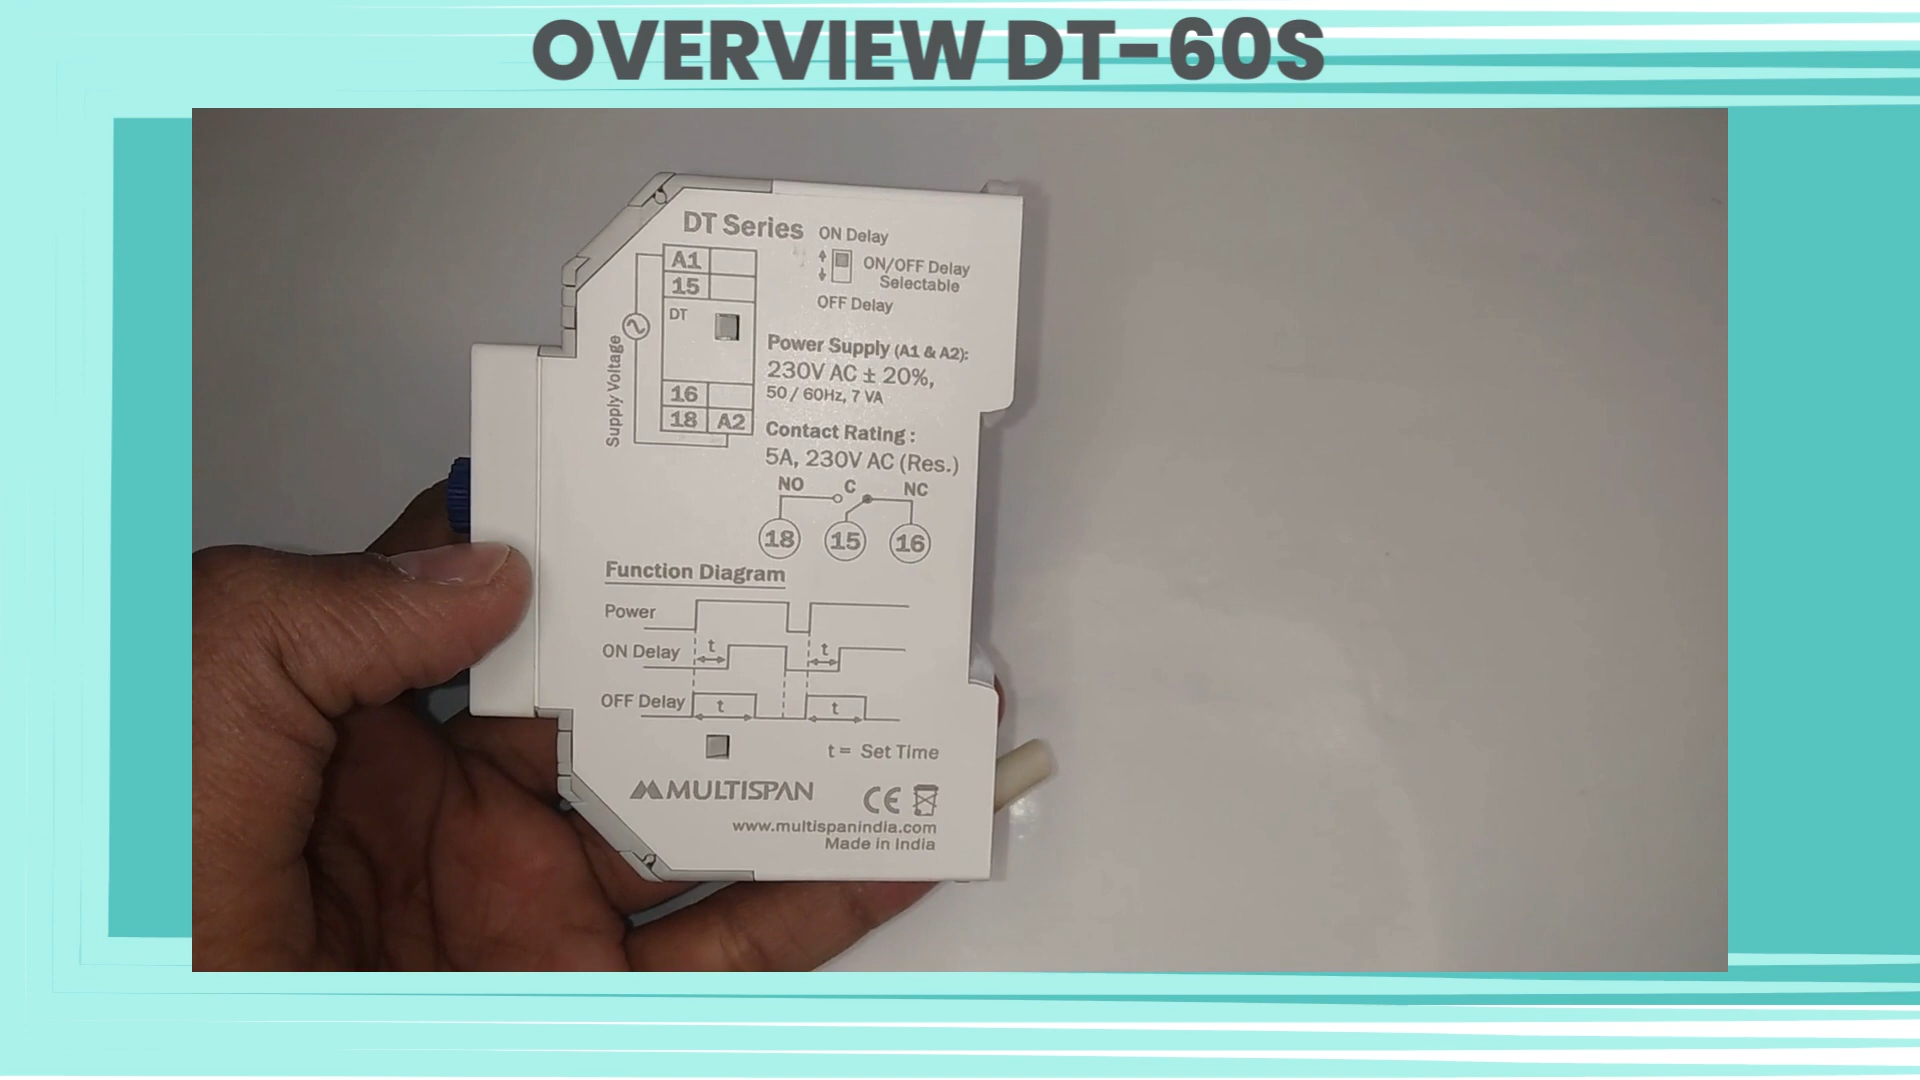 OVERVIEW DT-60S
DT Series
ON Delay
ON/OFF Delay
Selectable
OFF Delay
A1
15
DT
16
18 A2
Supply Voltage
Power Supply (A1 & A2):
230V AC ± 20%,
50 / 60Hz, 7 VA
Contact Rating :
5A, 230V AC (Res.)
NO C NC
18 15 16
Function Diagram
Power
ON Delay t t
OFF Delay t t
t = Set Time
MULTISPAN
CE
www.multispanindia.com
Made in India